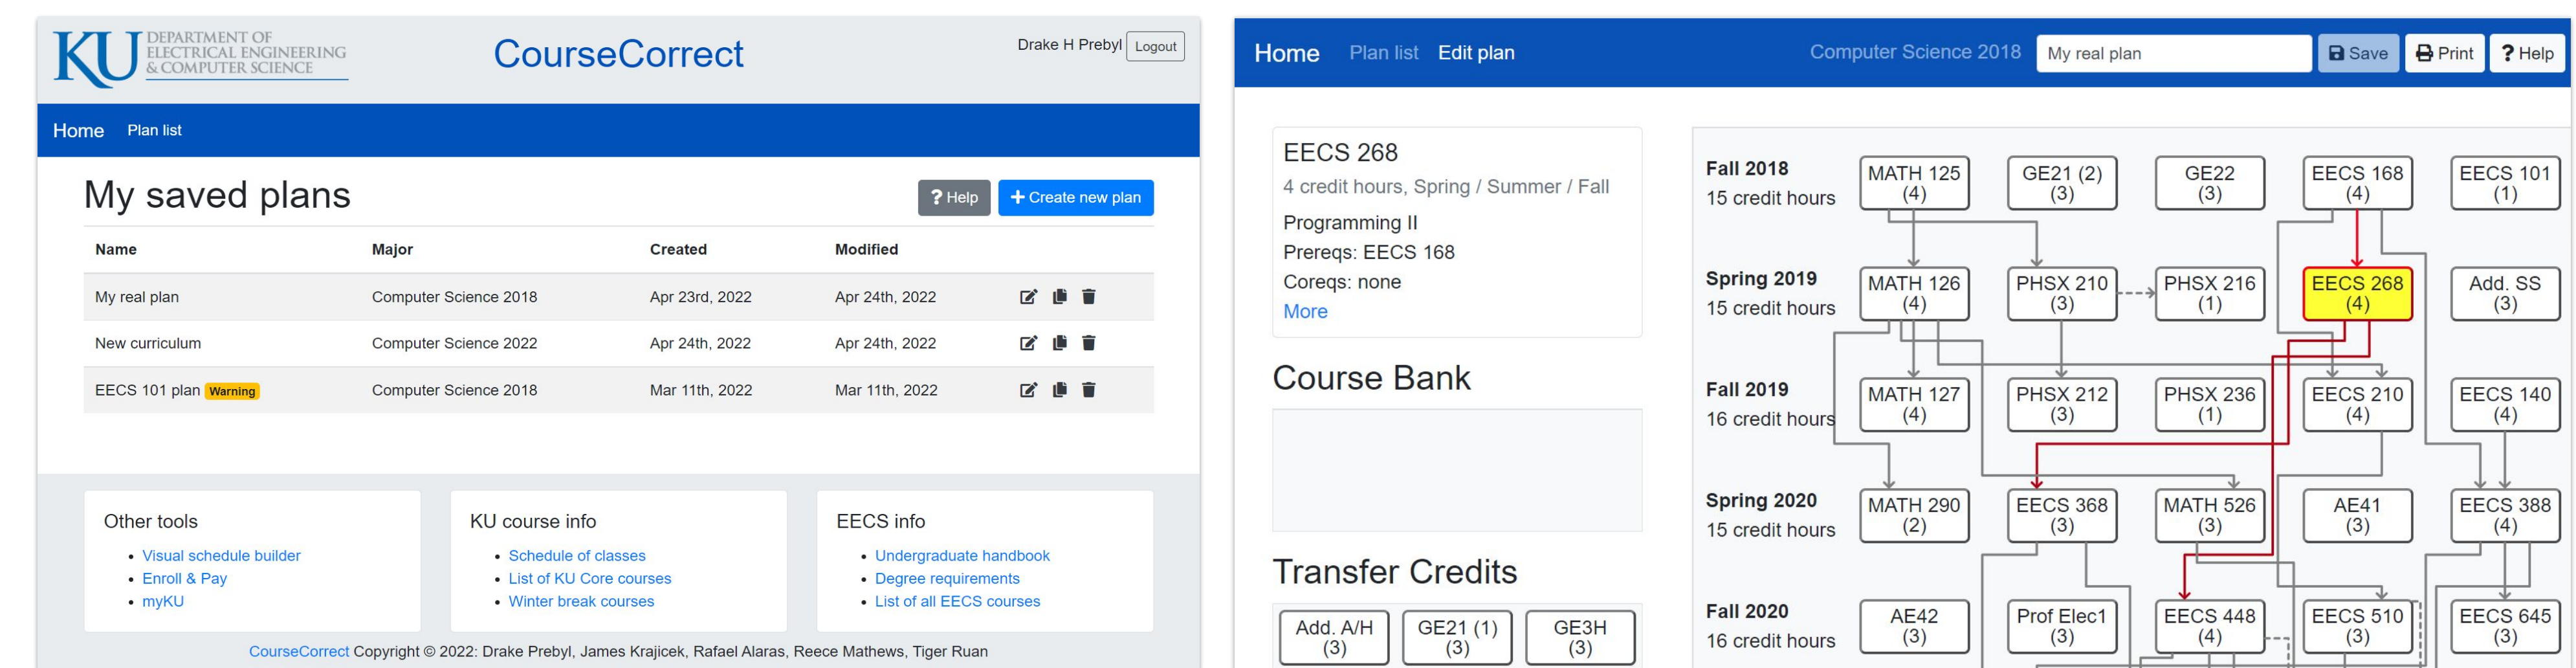 KU DEPARTMENT OF
ELECTRICAL ENGINEERING
& COMPUTER SCIENCE
CourseCorrect
Drake H Prebyl Logout
Home Plan list
My saved plans
? Help + Create new plan
Name Major Created Modified
My real plan Computer Science 2018 Apr 23rd, 2022 Apr 24th, 2022
New curriculum Computer Science 2022 Apr 24th, 2022 Apr 24th, 2022
EECS 101 plan Warning Computer Science 2018 Mar 11th, 2022 Mar 11th, 2022
Other tools
• Visual schedule builder
• Enroll & Pay
• myKU
KU course info
• Schedule of classes
• List of KU Core courses
• Winter break courses
EECS info
• Undergraduate handbook
• Degree requirements
• List of all EECS courses
CourseCorrect Copyright © 2022: Drake Prebyl, James Krajicek, Rafael Alaras, Reece Mathews, Tiger Ruan
Home Plan list Edit plan Computer Science 2018 My real plan Save Print ? Help
EECS 268
4 credit hours, Spring / Summer / Fall
Programming II
Prereqs: EECS 168
Coreqs: none
More
Course Bank
Transfer Credits
Add. A/H GE21 (1) GE3H
(3) (3) (3)
Fall 2018 MATH 125 GE21 (2) GE22 EECS 168 EECS 101
15 credit hours (4) (3) (3) (4) (1)
Spring 2019 MATH 126 PHSX 210 PHSX 216 EECS 268 Add. SS
15 credit hours (4) (3) (1) (4) (3)
Fall 2019 MATH 127 PHSX 212 PHSX 236 EECS 210 EECS 140
16 credit hours (4) (3) (1) (4) (4)
Spring 2020 MATH 290 EECS 368 MATH 526 AE41 EECS 388
15 credit hours (2) (3) (3) (3) (4)
Fall 2020 AE42 Prof Elec1 EECS 448 EECS 510 EECS 645
16 credit hours (3) (3) (4) (3) (3)